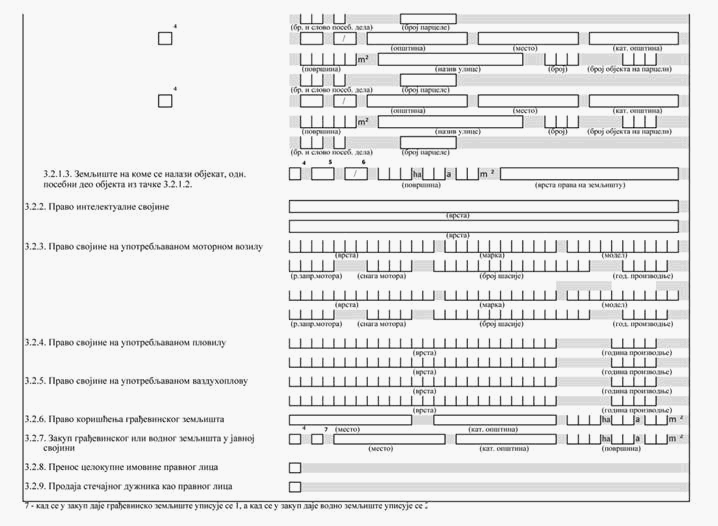 (бр. и слово посеб. дела) (број парцеле)
4
/
(општина) (место) (кат. општина)
m²
(површина) (назив улице) (број) (број објекта на парцели)
(бр. и слово посеб. дела) (број парцеле)
4
/
(општина) (место) (кат. општина)
m²
(површина) (назив улице) (број) (број објекта на парцели)
(бр. и слово посеб. дела) (број парцеле)
4 5 6
3.2.1.3. Земљиште на коме се налази објекат, одн. / ha a m ²
посебни део објекта из тачке 3.2.1.2. (површина) (врста права на земљишту)
3.2.2. Право интелектуалне својине
(врста)
(врста)
3.2.3. Право својине на употребљаваном моторном возилу
(врста) (марка) (модел)
(р.запр.мотора) (снага мотора) (број шасије) (год. производње)
(врста) (марка) (модел)
(р.запр.мотора) (снага мотора) (број шасије) (год. производње)
3.2.4. Право својине на употребљаваном пловилу
(врста) (година производње)
(врста) (година производње)
3.2.5. Право својине на употребљаваном ваздухоплову
(врста) (година производње)
(врста) (година производње)
3.2.6. Право коришћења грађевинског земљишта ha a m ²
4 7 (место) (кат. општина)
3.2.7. Закуп грађевинског или водног земљишта у јавној ha a m ²
својини (место) (кат. општина) (површина)
3.2.8. Пренос целокупне имовине правног лица
3.2.9. Продаја стечајног дужника као правног лица
7 - кад се у закуп даје грађевинско земљиште уписује се 1, а кад се у закуп даје водно земљиште уписује се 2